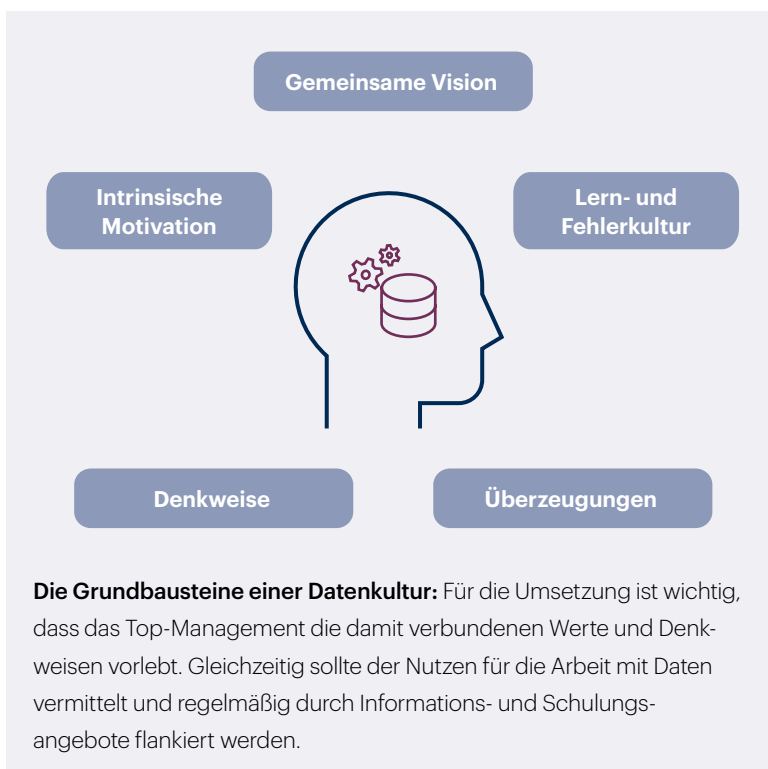 Gemeinsame Vision
Intrinsische
Motivation
Lern- und
Fehlerkultur
Denkweise
Überzeugungen
Die Grundbausteine einer Datenkultur: Für die Umsetzung ist wichtig,
dass das Top-Management die damit verbundenen Werte und Denk-
weisen vorlebt. Gleichzeitig sollte der Nutzen für die Arbeit mit Daten
vermittelt und regelmäßig durch Informations- und Schulungs-
angebote flankiert werden.